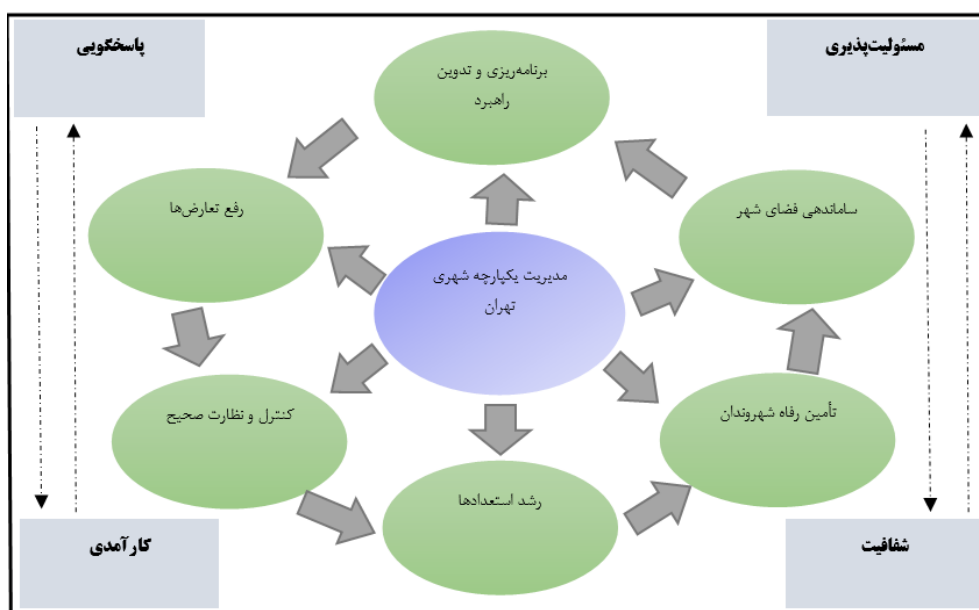 مسئولیت‌پذیری
پاسخگویی
برنامه‌ریزی و تدوین
راهبرد
ساماندهی فضای شهر
رفع تعارض‌ها
مدیریت یکپارچه شهری
تهران
تأمین رفاه شهروندان
کنترل و نظارت صحیح
رشد استعدادها
شفافیت
کارآمدی